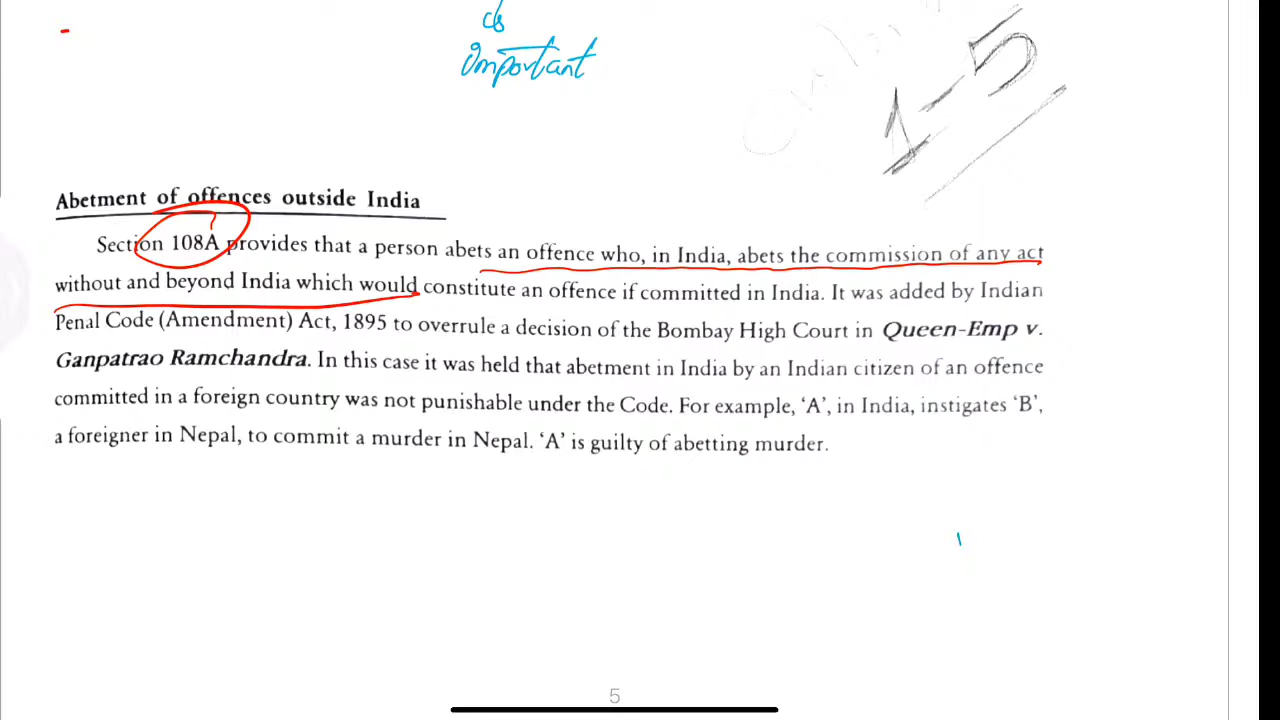 is
Important
1-5
Abetment of offences outside India
Section 108A provides that a person abets an offence who, in India, abets the commission of any act
without and beyond India which would constitute an offence if committed in India. It was added by Indian
Penal Code (Amendment) Act, 1895 to overrule a decision of the Bombay High Court in Queen-Emp v.
Ganpatrao Ramchandra. In this case it was held that abetment in India by an Indian citizen of an offence
committed in a foreign country was not punishable under the Code. For example, ‘A’, in India, instigates ‘B’,
a foreigner in Nepal, to commit a murder in Nepal. ‘A’ is guilty of abetting murder.
5